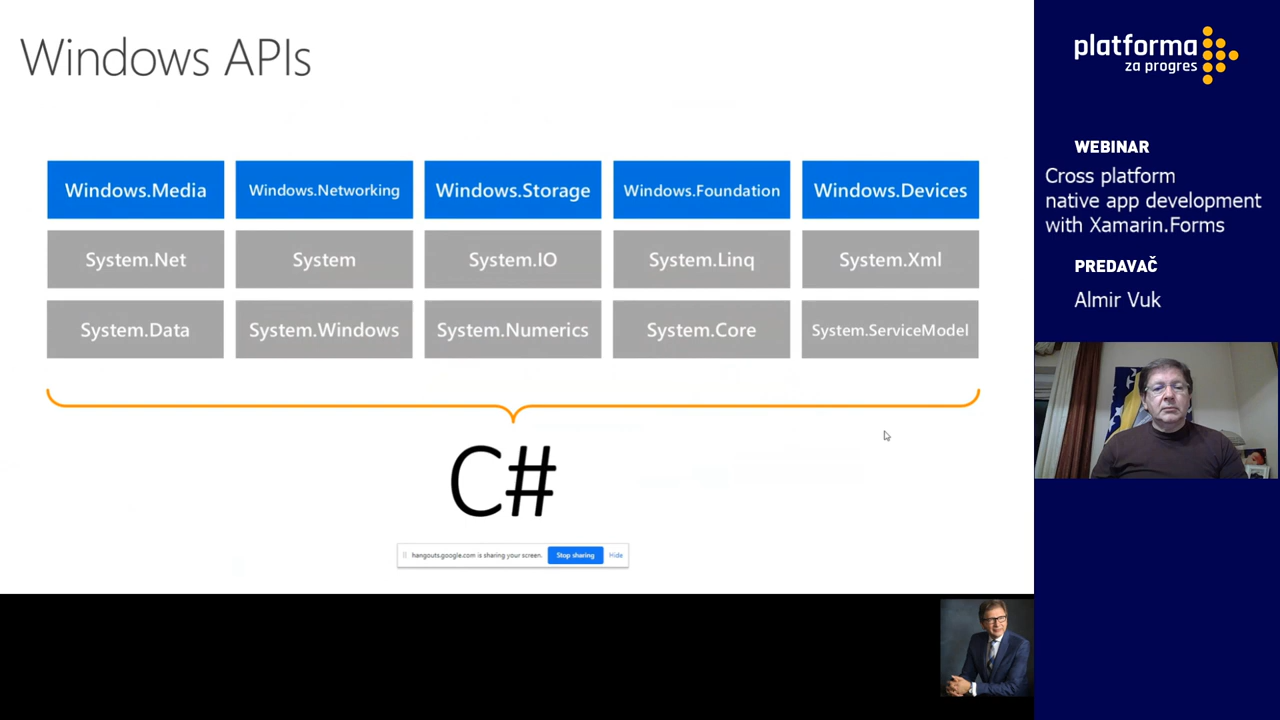 Windows APIs
Windows.Media
Windows.Networking
Windows.Storage
Windows.Foundation
Windows.Devices
System.Net
System
System.IO
System.Linq
System.Xml
System.Data
System.Windows
System.Numerics
System.Core
System.ServiceModel
C#
hangouts.google.com is sharing your screen.
Stop sharing
Hide
platforma
za progres
WEBINAR
Cross platform
native app development
with Xamarin.Forms
PREDAVAČ
Almir Vuk